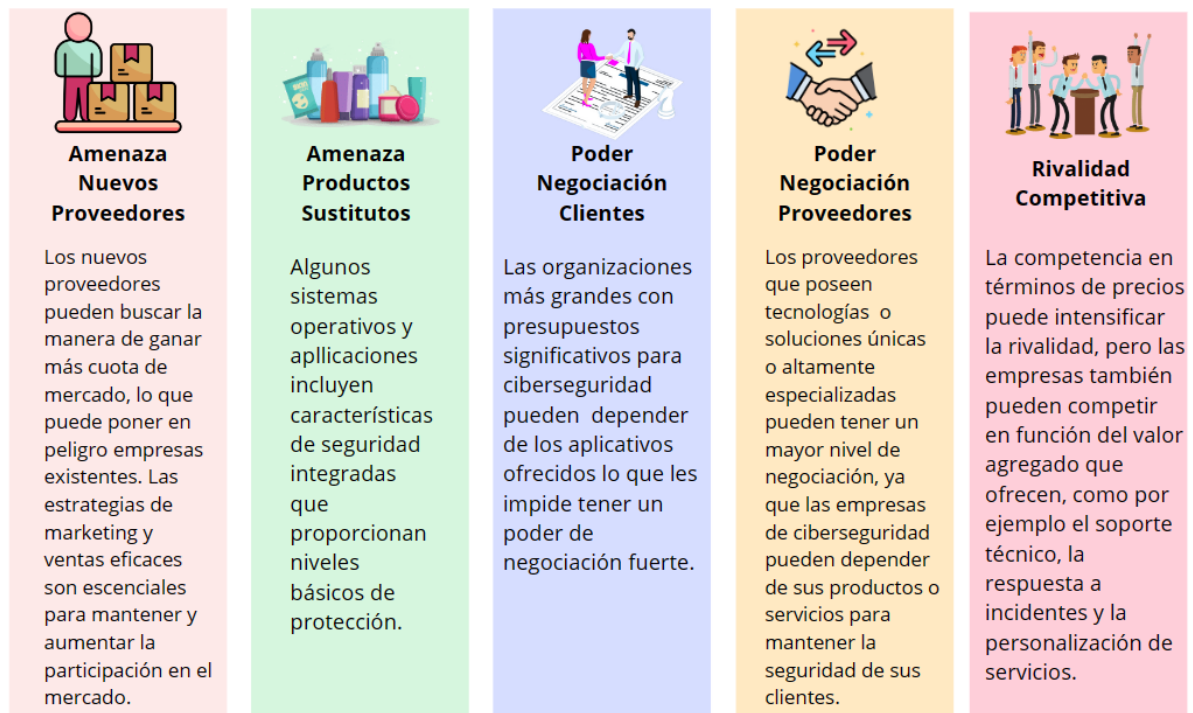 Amenaza
Nuevos
Proveedores
Los nuevos
proveedores
pueden buscar la
manera de ganar
más cuota de
mercado, lo que
puede poner en
peligro empresas
existentes. Las
estrategias de
marketing y
ventas eficaces
son escenciales
para mantener y
aumentar la
participación en el
mercado.
Amenaza
Productos
Sustitutos
Algunos
sistemas
operativos y
apllicaciones
incluyen
características
de seguridad
integradas
que
proporcionan
niveles
básicos de
protección.
Poder
Negociación
Clientes
Las organizaciones
más grandes con
presupuestos
significativos para
ciberseguridad
pueden depender
de los aplicativos
ofrecidos lo que les
impide tener un
poder de
negociación fuerte.
Poder
Negociación
Proveedores
Los proveedores
que poseen
tecnologías o
soluciones únicas
o altamente
especializadas
pueden tener un
mayor nivel de
negociación, ya
que las empresas
de ciberseguridad
pueden depender
de sus productos o
servicios para
mantener la
seguridad de sus
clientes.
Rivalidad
Competitiva
La competencia en
términos de precios
puede intensificar
la rivalidad, pero las
empresas también
pueden competir
en función del valor
agregado que
ofrecen, como por
ejemplo el soporte
técnico, la
respuesta a
incidentes y la
personalización de
servicios.